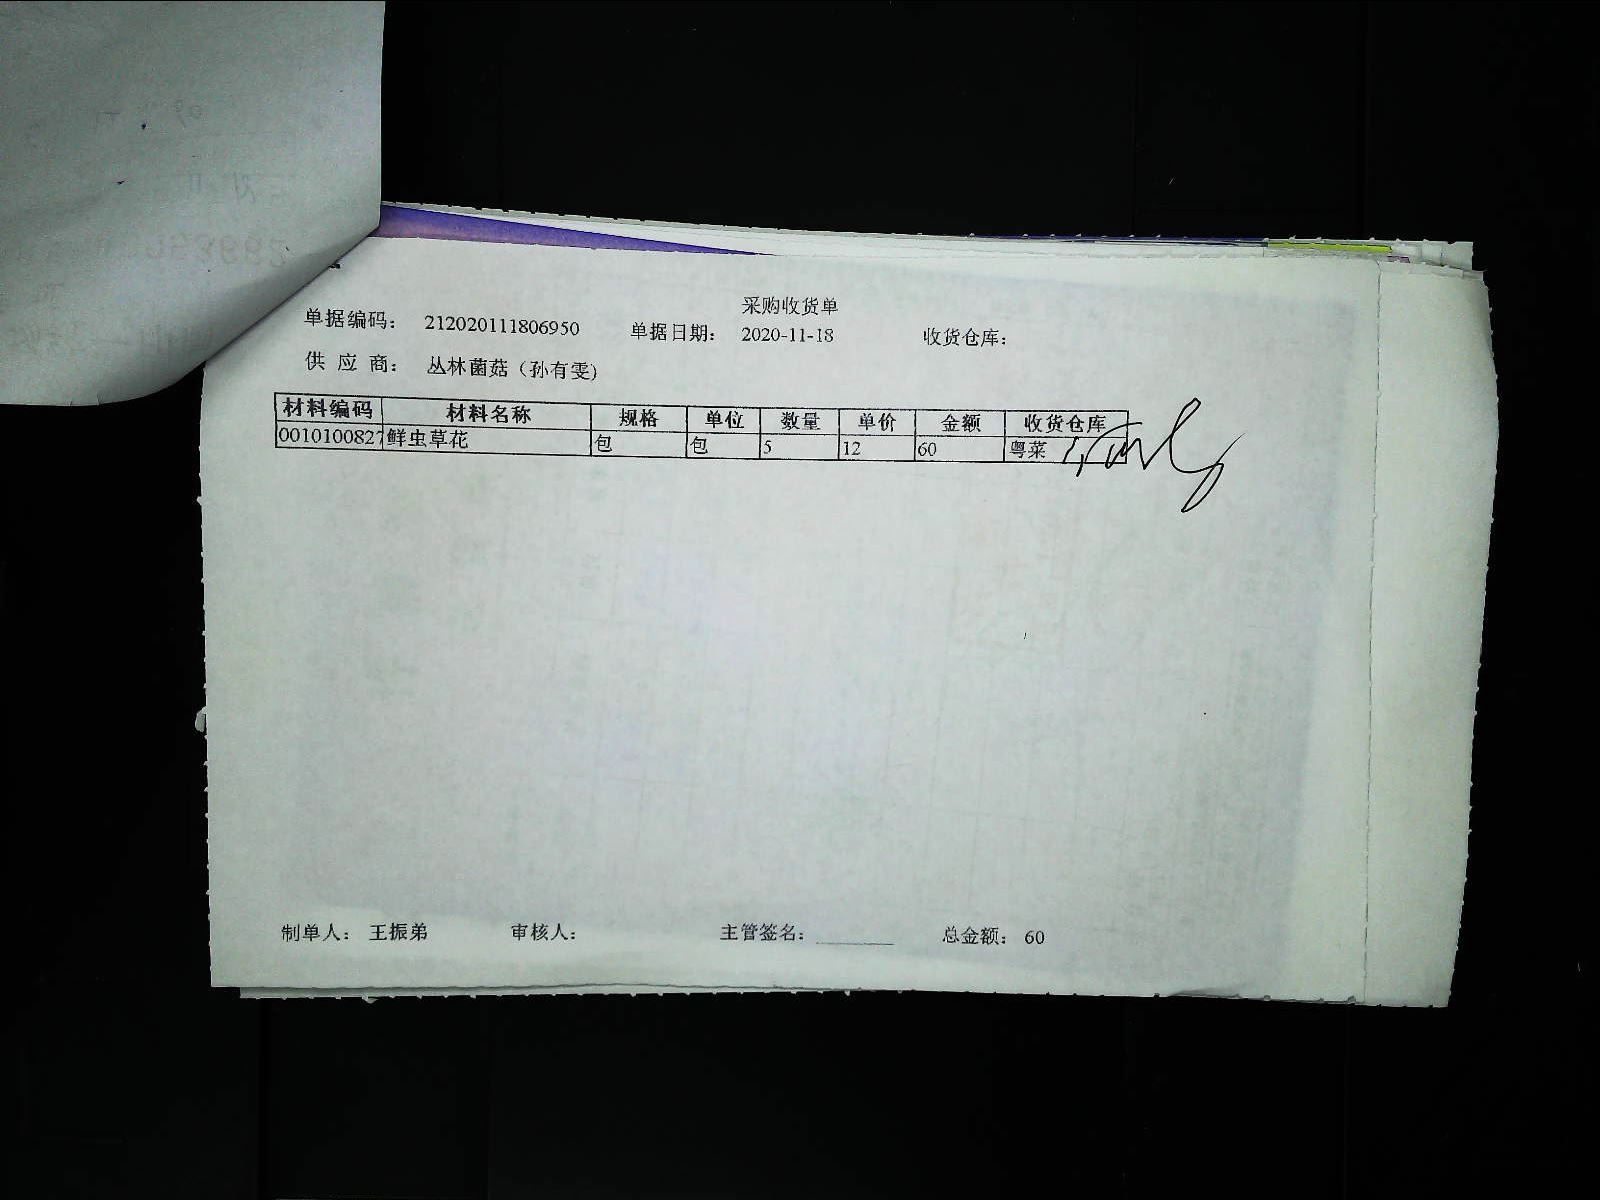 采购收货单
单据编码： 212020111806950 单据日期： 2020-11-18 收货仓库：
供 应 商： 丛林菌菇（孙有雯)
材料编码 材料名称 规格 单位 数量 单价 金额 收货仓库
0010100827 鲜虫草花 包 包 5 12 60 粤菜
制单人： 王振弟 审核人： 主管签名： 总金额： 60